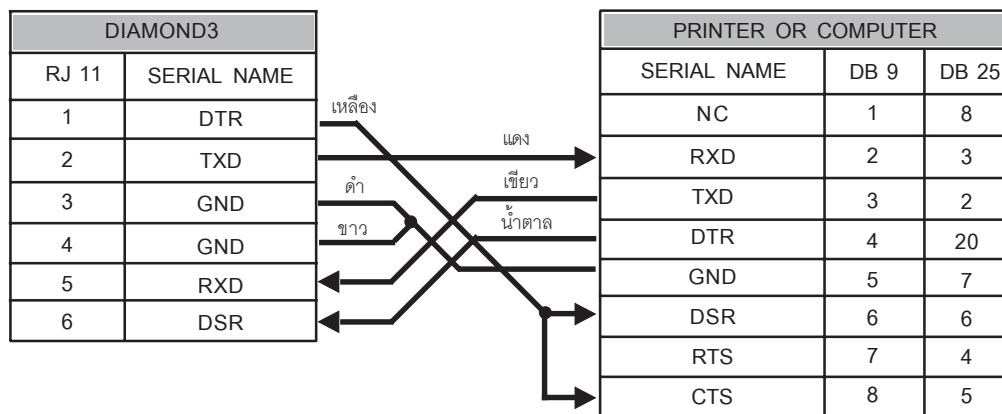 DIAMOND3
RJ 11 SERIAL NAME
1 DTR
2 TXD
3 GND
4 GND
5 RXD
6 DSR
เหลือง
แดง
ดำ
เขียว
ขาว
น้ำตาล
PRINTER OR COMPUTER
SERIAL NAME DB 9 DB 25
NC 1 8
RXD 2 3
TXD 3 2
DTR 4 20
GND 5 7
DSR 6 6
RTS 7 4
CTS 8 5